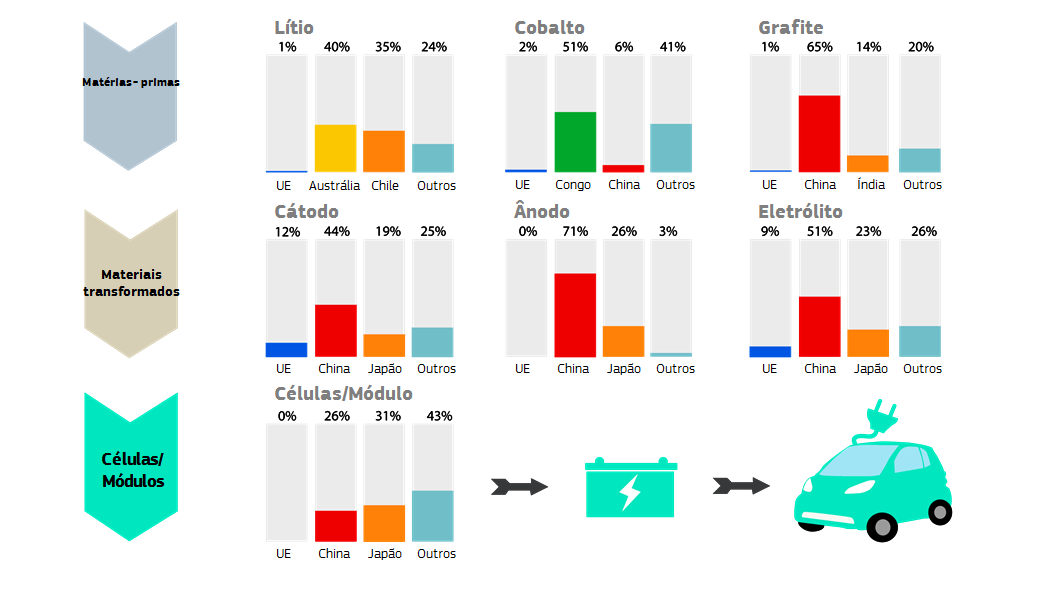 Matérias- primas
Lítio
1% 40% 35% 24%
UE Austrália Chile Outros
Cobalto
2% 51% 6% 41%
UE Congo China Outros
Grafite
1% 65% 14% 20%
UE China Índia Outros
Materiais
transformados
Cátodo
12% 44% 19% 25%
UE China Japão Outros
Ânodo
0% 71% 26% 3%
UE China Japão Outros
Eletrólito
9% 51% 23% 26%
UE China Japão Outros
Células/
Módulos
Células/Módulo
0% 26% 31% 43%
UE China Japão Outros